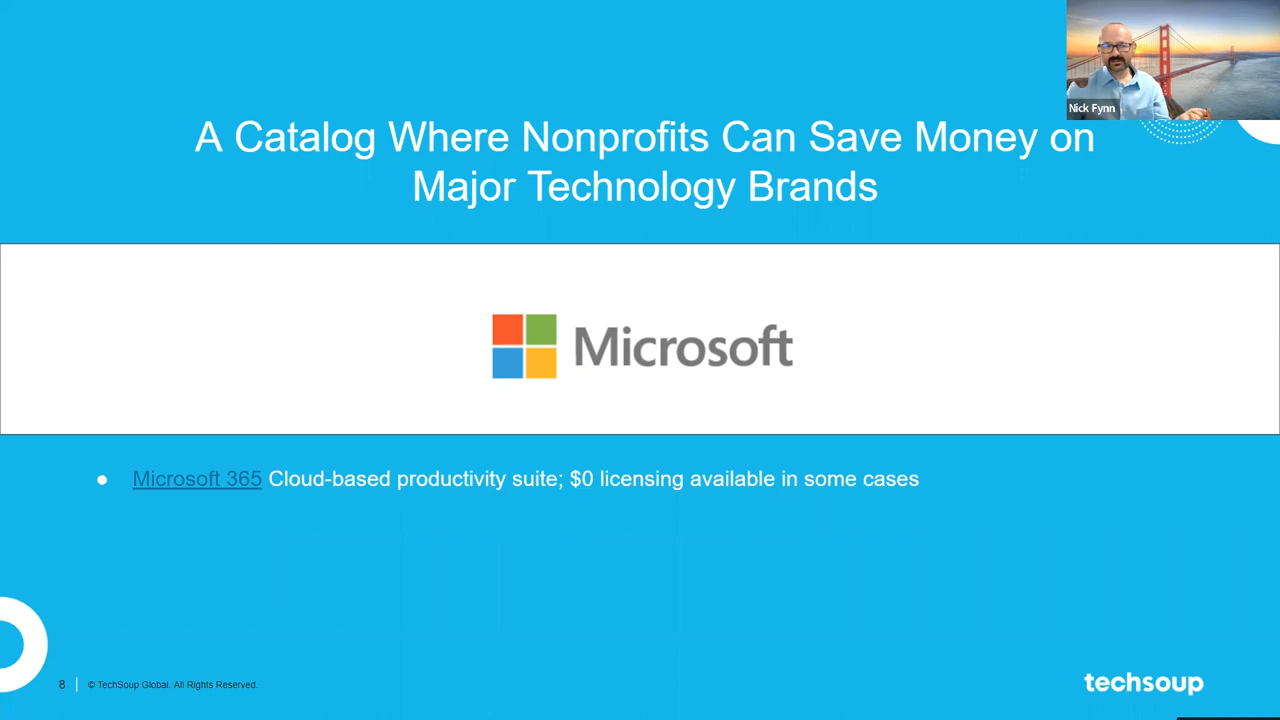 Nick Fynn
A Catalog Where Nonprofits Can Save Money on
Major Technology Brands
Microsoft
● Microsoft 365 Cloud-based productivity suite; $0 licensing available in some cases
8 | © TechSoup Global. All Rights Reserved.
techsoup